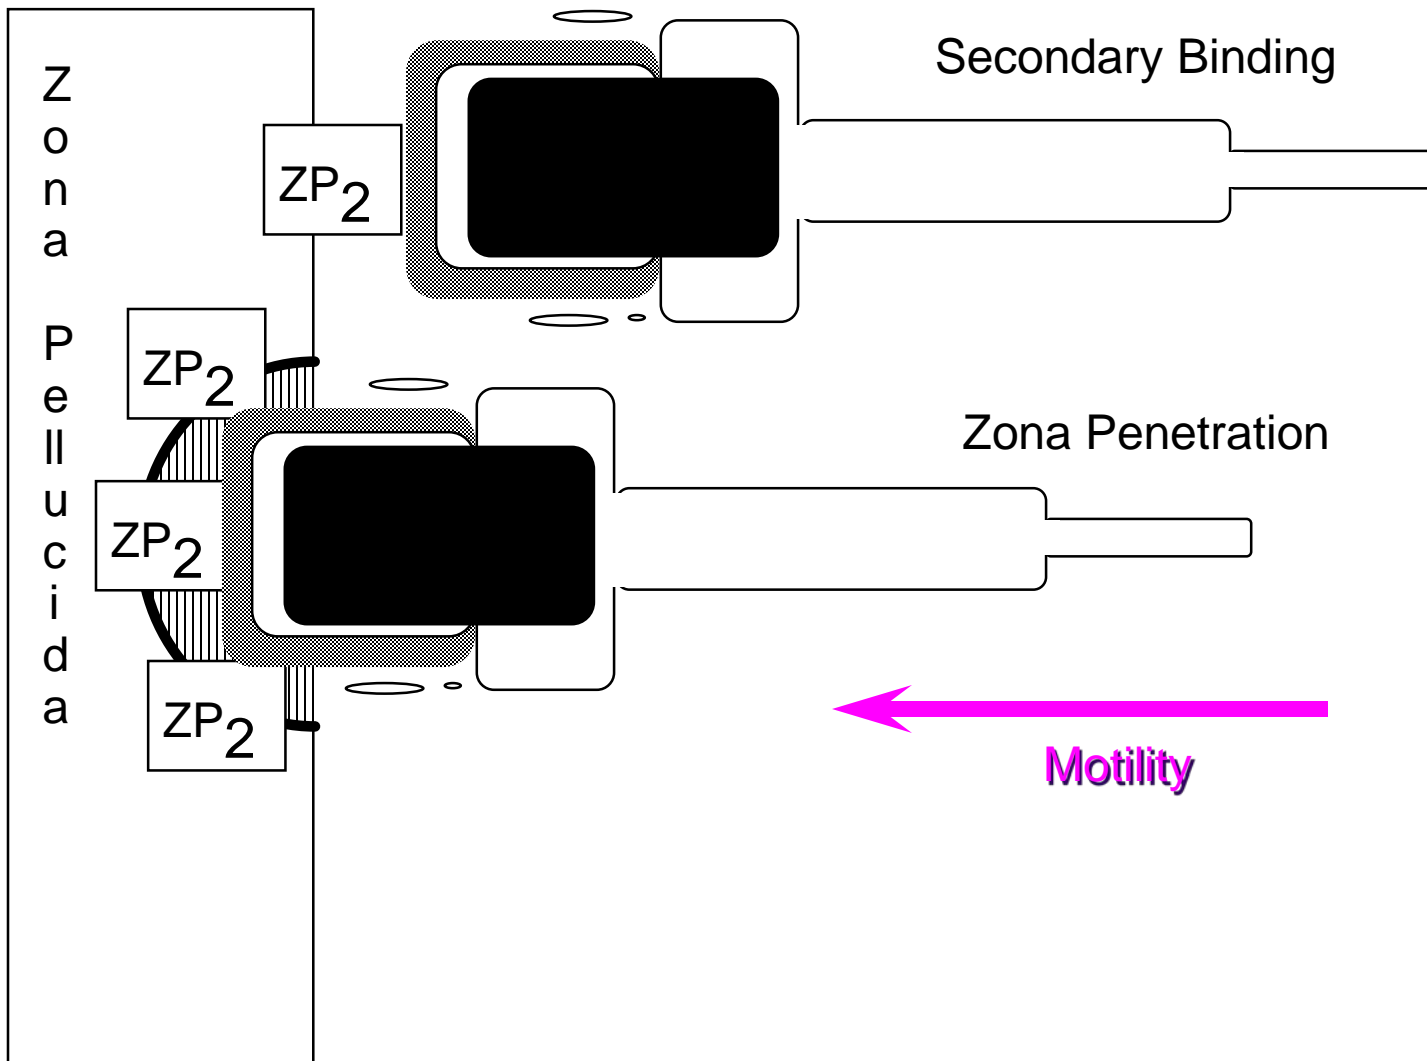 Zona Pellucida
Secondary Binding
ZP2
ZP2
Zona Penetration
ZP2
ZP2
Motility